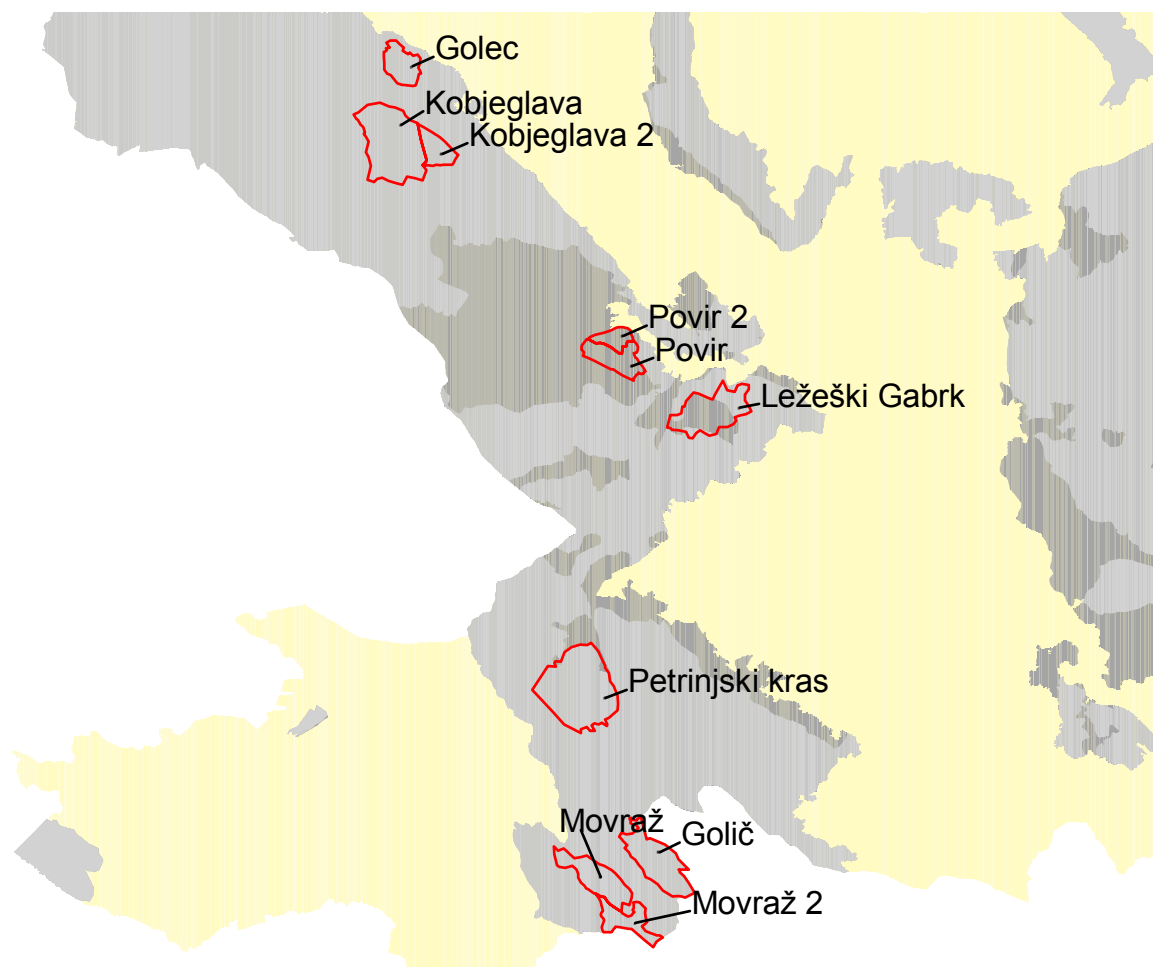 Golec
Kobjeglava
Kobjeglava 2
Povir 2
Povir
Ležeški Gabrk
Petrinjski kras
Movraž
Golič
Movraž 2